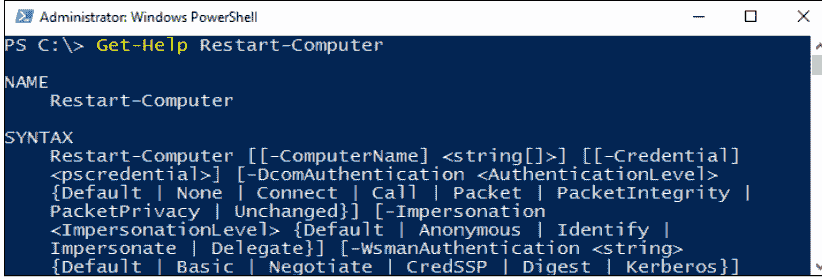 Administrator: Windows PowerShell
PS C:\> Get-Help Restart-Computer
NAME
Restart-Computer
SYNTAX
Restart-Computer [[-ComputerName] <string[]>] [[-Credential]
<pscredential>] [-DcomAuthentication <AuthenticationLevel>
{Default | None | Connect | Call | Packet | PacketIntegrity |
PacketPrivacy | Unchanged}] [-Impersonation
<ImpersonationLevel> {Default | Anonymous | Identify |
Impersonate | Delegate}] [-WsmanAuthentication <string>
{Default | Basic | Negotiate | CredSSP | Digest | Kerberos}]